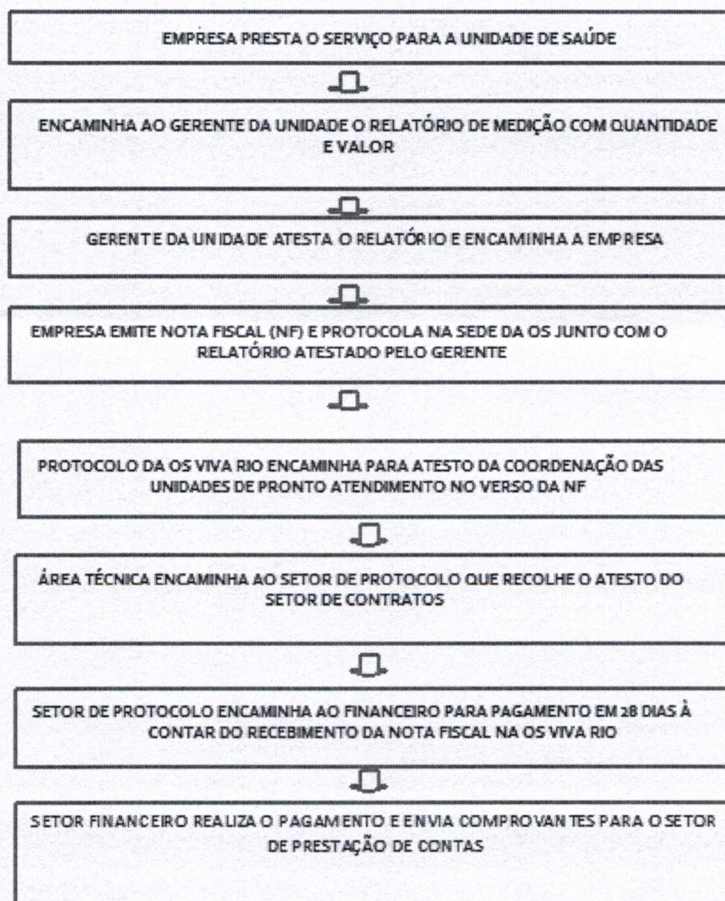 EMPRESA PRESTA O SERVIÇO PARA A UNIDADE DE SAÚDE
ENCAMINHA AO GERENTE DA UNIDADE O RELATÓRIO DE MEDIÇÃO COM QUANTIDADE
E VALOR
GERENTE DA UNIDADE ATESTA O RELATÓRIO E ENCAMINHA A EMPRESA
EMPRESA EMITE NOTA FISCAL (NF) E PROTOCOLA NA SEDE DA OS JUNTO COM O
RELATÓRIO ATESTADO PELO GERENTE
PROTOCOLO DA OS VIVA RIO ENCAMINHA PARA ATESTO DA COORDENAÇÃO DAS
UNIDADES DE PRONTO ATENDIMENTO NO VERSO DA NF
ÁREA TÉCNICA ENCAMINHA AO SETOR DE PROTOCOLO QUE RECOLHE O ATESTO DO
SETOR DE CONTRATOS
SETOR DE PROTOCOLO ENCAMINHA AO FINANCEIRO PARA PAGAMENTO EM 28 DIAS À
CONTAR DO RECEBIMENTO DA NOTA FISCAL NA OS VIVA RIO
SETOR FINANCEIRO REALIZA O PAGAMENTO E ENVIA COMPROVANTES PARA O SETOR
DE PRESTAÇÃO DE CONTAS